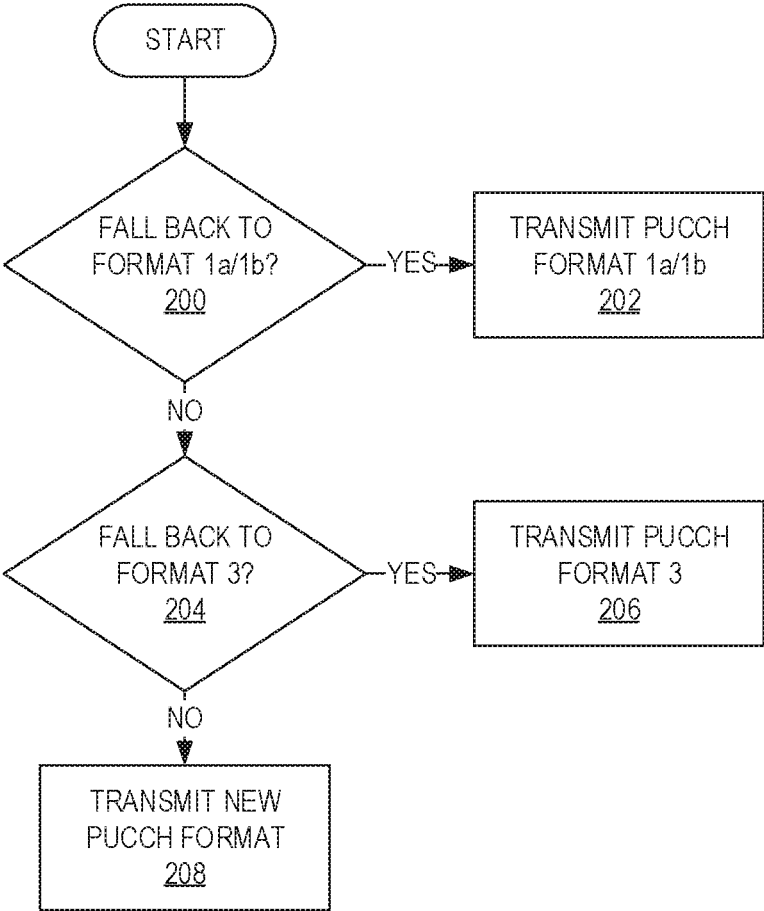 START
FALL BACK TO
FORMAT 1a/1b?
200
YES
TRANSMIT PUCCH
FORMAT 1a/1b
202
NO
FALL BACK TO
FORMAT 3?
204
YES
TRANSMIT PUCCH
FORMAT 3
206
NO
TRANSMIT NEW
PUCCH FORMAT
208